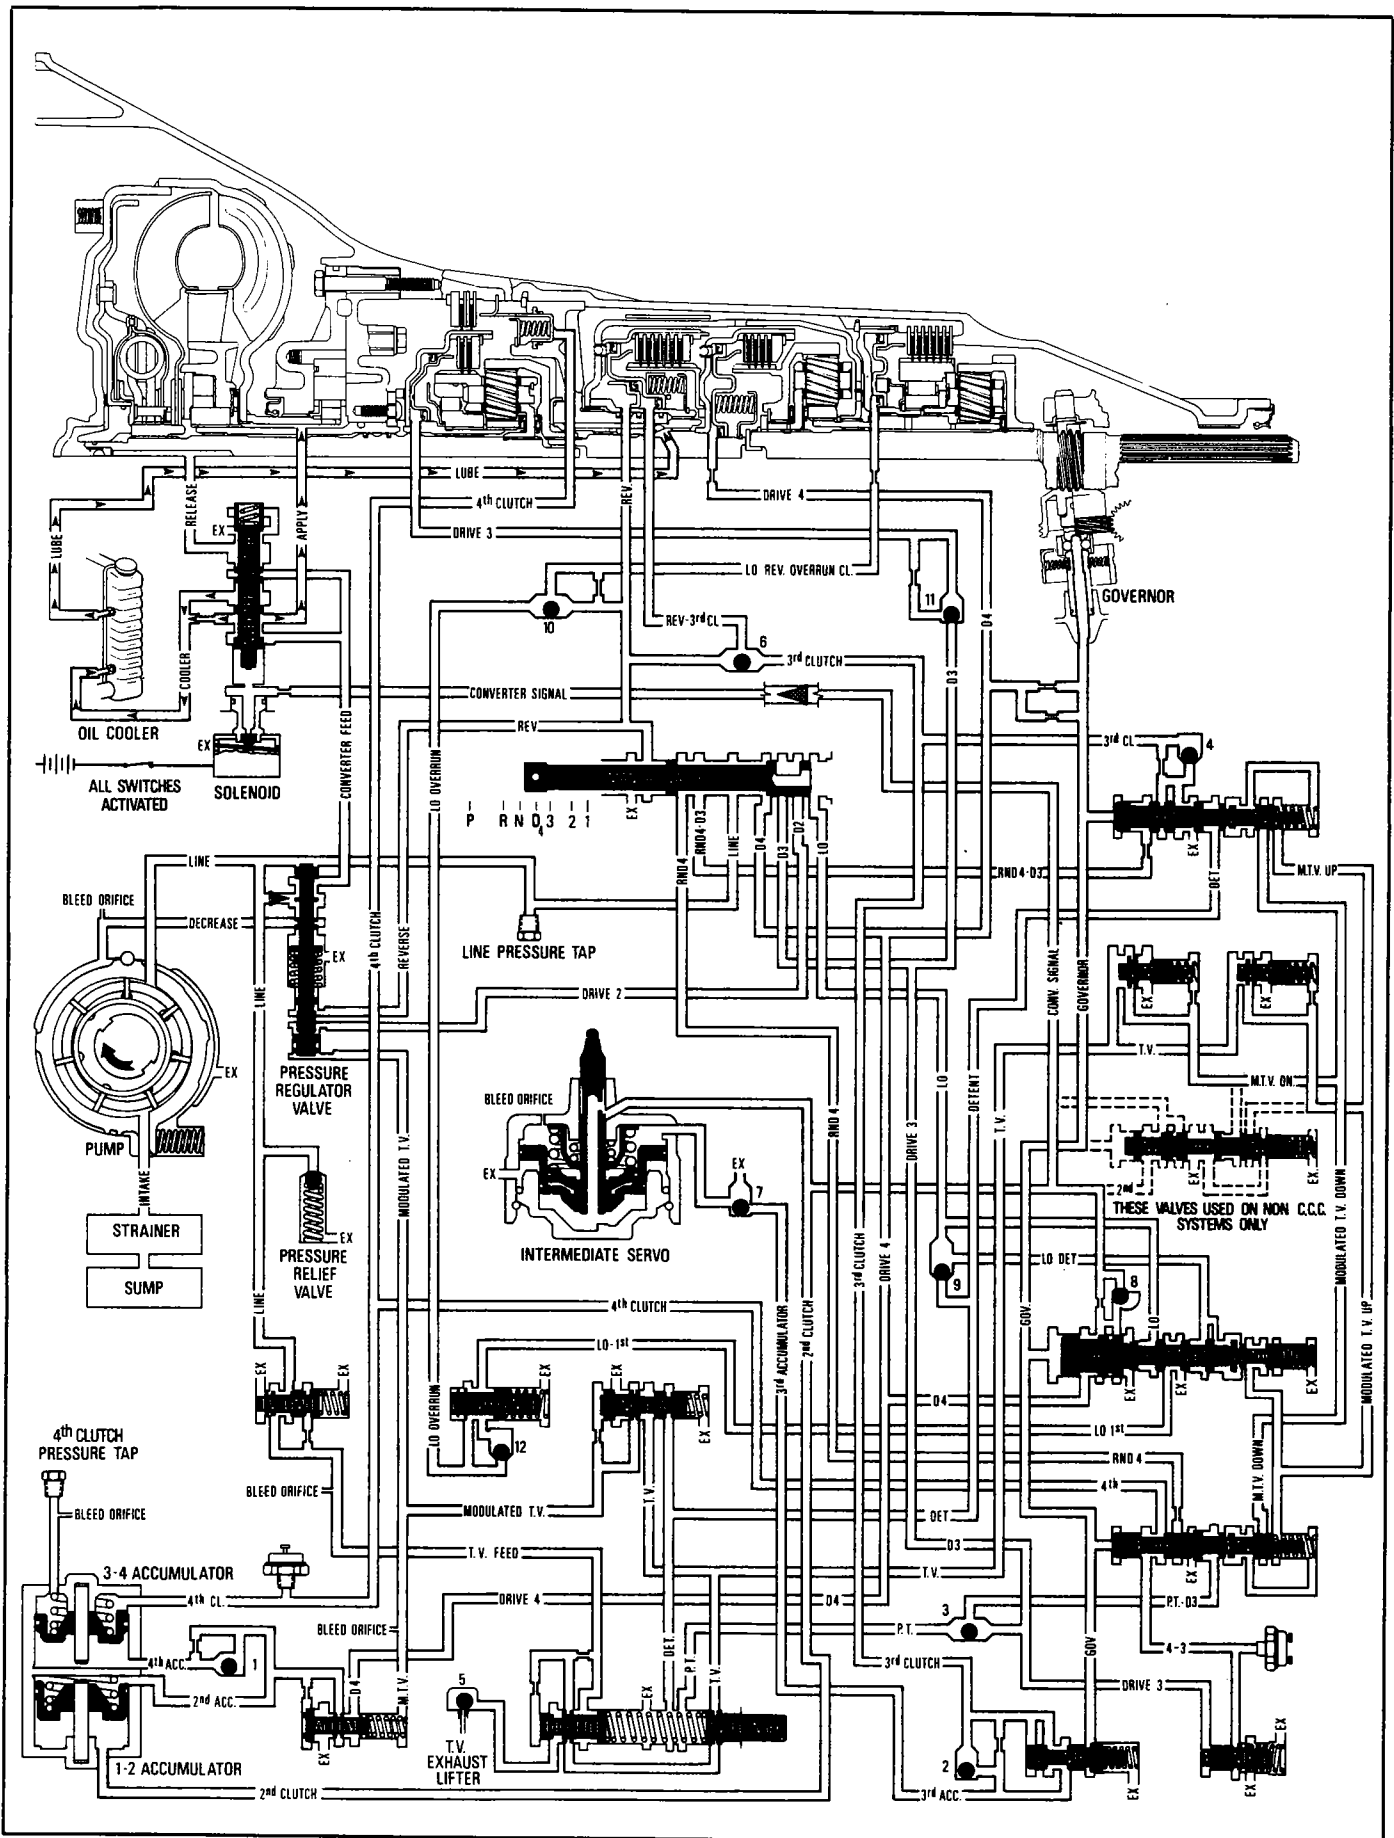 LUBE
4th CLUTCH
REV.
DRIVE 4
RELEASE
EX
APPLY
DRIVE 3
LUBE
LO REV. OVERRUN CL.
D4
GOVERNOR
11
10
REV-3rd CL
6
3rd CLUTCH
D3
COOLER
CONVERTER SIGNAL
OIL COOLER
EX
CONVERTER FEED
REV
3rd CL
4
ALL SWITCHES
ACTIVATED
SOLENOID
LO OVERRUN
P R N D4 3 2 1
EX
RND4-D3
LINE
D4
D3
D2
LO
EX
DET
M.T.V. UP
LINE
RND4
RND4-D3
BLEED ORIFICE
DECREASE
EX
4th CLUTCH
REVERSE
LINE PRESSURE TAP
CONV. SIGNAL
GOVERNOR
LINE
DRIVE 2
EX
EX
T.V.
M.T.V. ON
EX
PRESSURE
REGULATOR
VALVE
BLEED ORIFICE
LO
DETENT
T.V.
PUMP
INTAKE
MODULATED T.V.
RND 4
DRIVE 3
EX
EX
2nd
EX
EX
7
THESE VALVES USED ON NON C.C.C.
SYSTEMS ONLY
MODULATED T.V. DOWN
STRAINER
EX
PRESSURE
RELIEF
VALVE
INTERMEDIATE SERVO
3rd CLUTCH
DRIVE 4
9
LO DET
8
SUMP
LINE
4th CLUTCH
3rd ACCUMULATOR
2nd CLUTCH
GOV.
LO
MODULATED T.V. UP
LO-1st
EX
EX
EX
EX
EX
EX
EX
D4
LO OVERRUN
12
LO 1st
4th CLUTCH
PRESSURE TAP
RND 4
M.T.V. DOWN
BLEED ORIFICE
4th
T.V.
BLEED ORIFICE
MODULATED T.V.
DET.
T.V. FEED
D3
EX
3-4 ACCUMULATOR
T.V.
4th CL.
DRIVE 4
D4
3
P.T.-D3
BLEED ORIFICE
P.T.
4th ACC.
1
DET.
P.T.
T.V.
GOV
4-3
3rd CLUTCH
2nd ACC.
D4
M.T.V.
5
EX
DRIVE 3
EX
T.V.
EXHAUST
LIFTER
EX
1-2 ACCUMULATOR
2
2nd CLUTCH
3rd ACC.
EX
EX